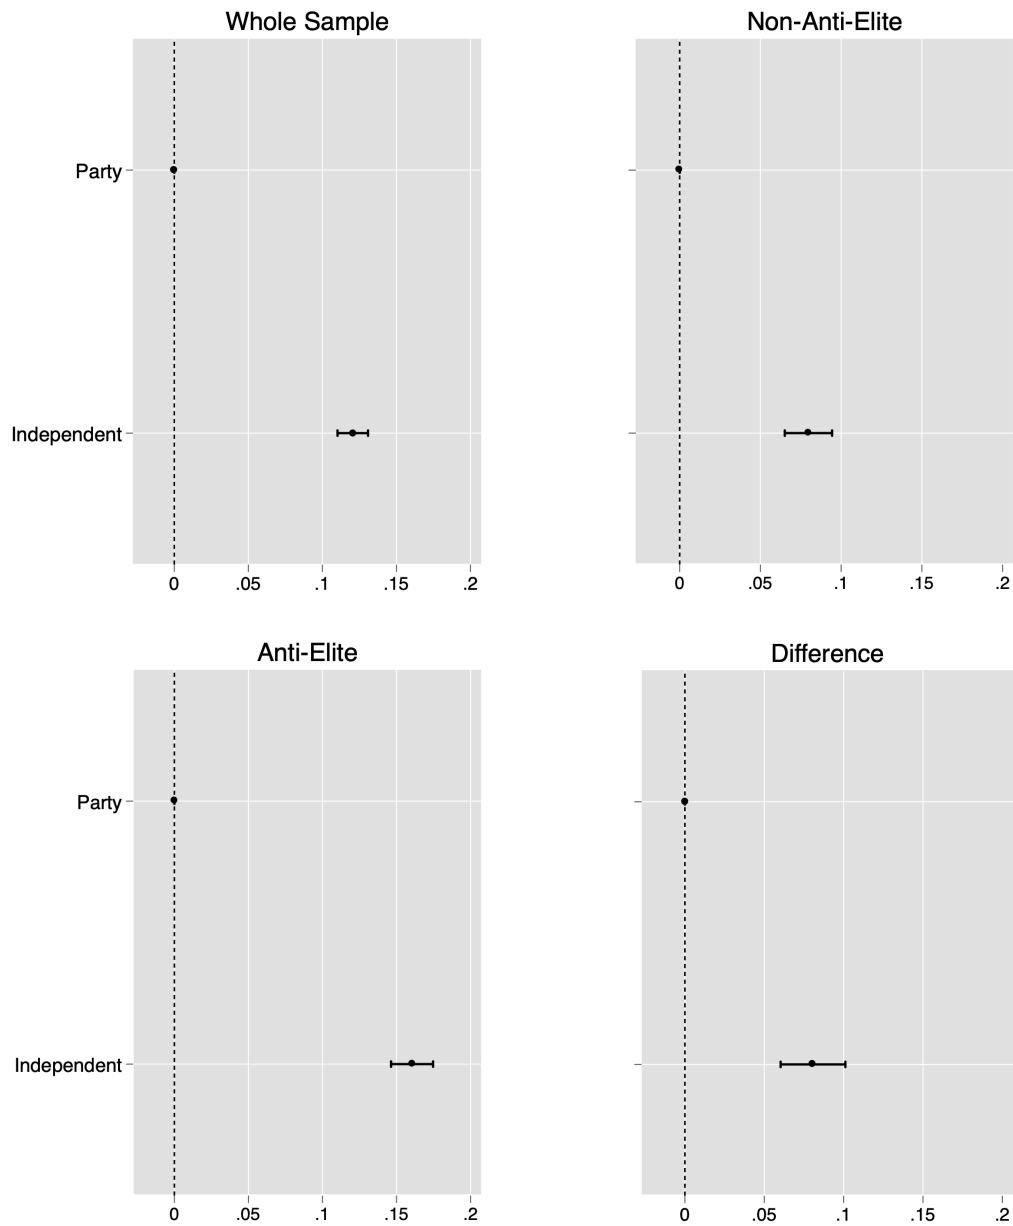 Whole Sample
Party
Independent
0 .05 .1 .15 .2
Non-Anti-Elite
0 .05 .1 .15 .2
Anti-Elite
Party
Independent
0 .05 .1 .15 .2
Difference
0 .05 .1 .15 .2